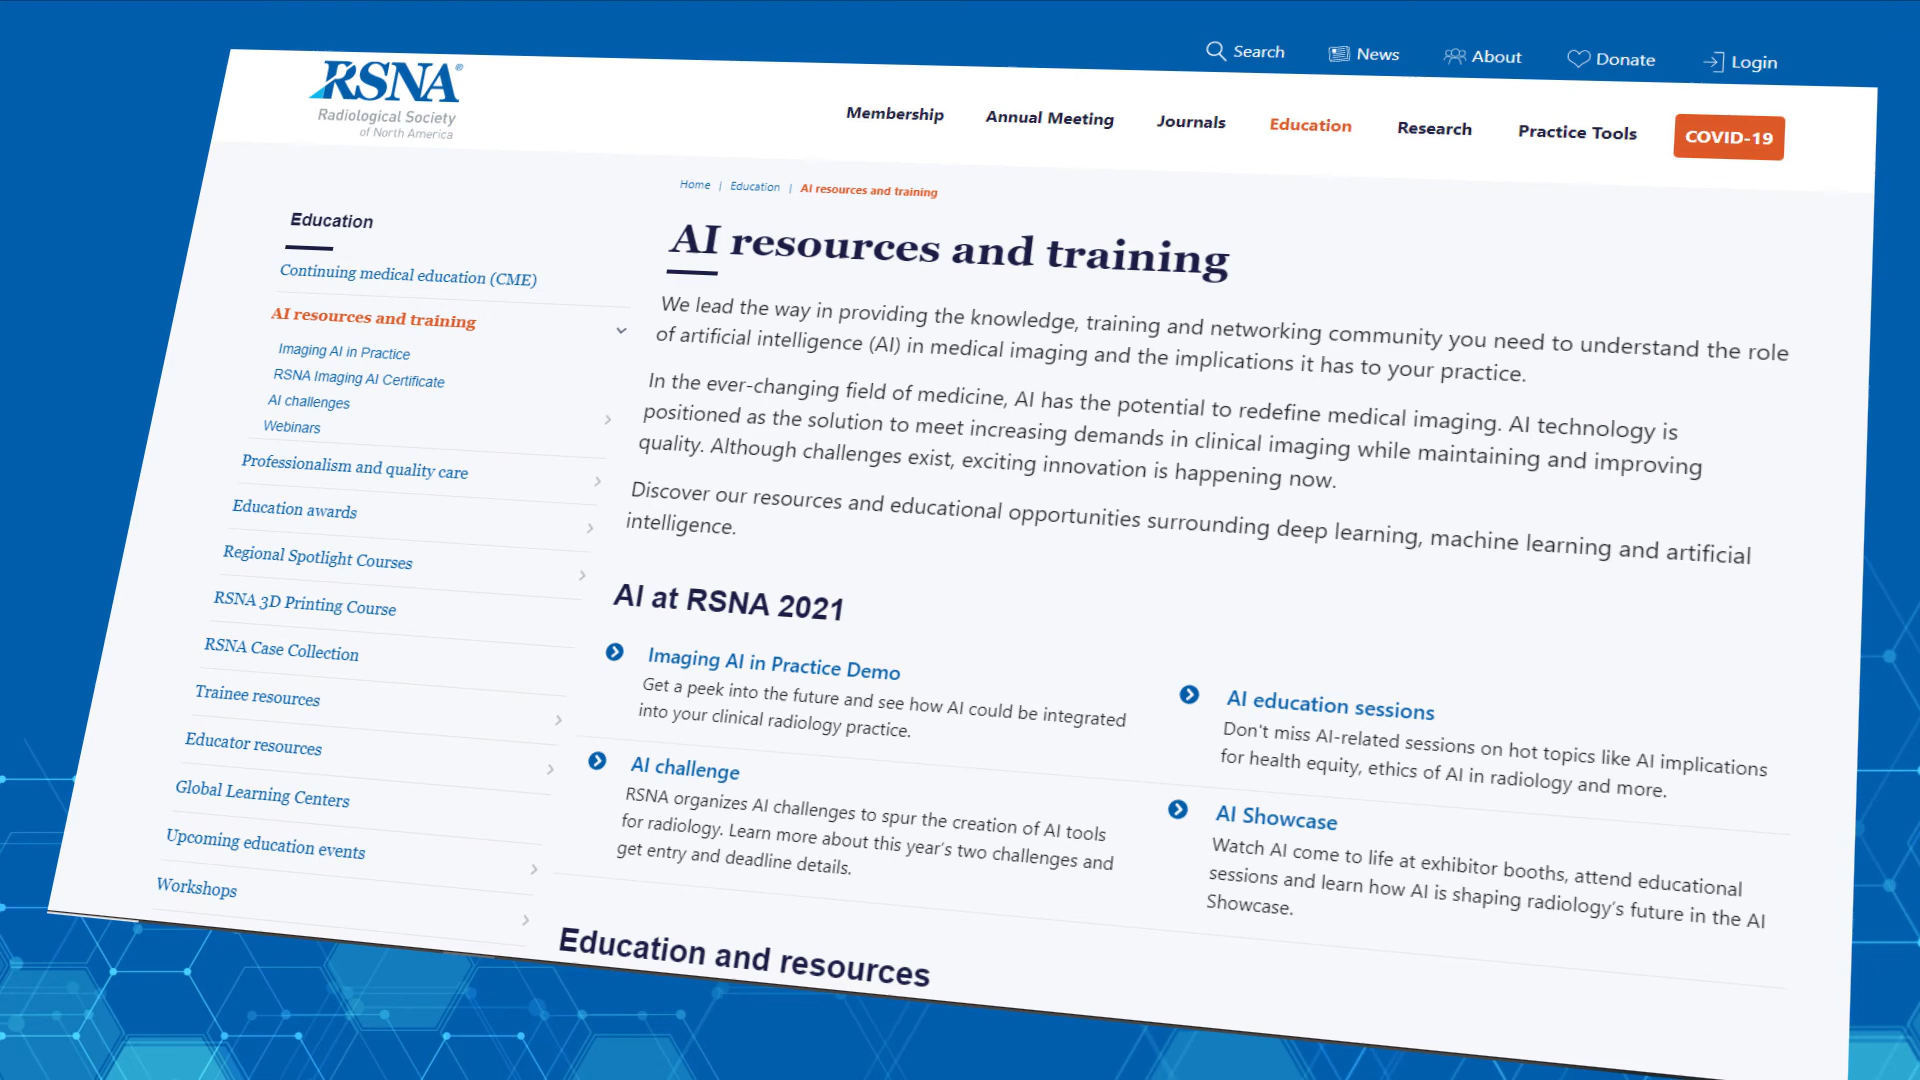 Search
News
About
Donate
Login
RSNA®
Radiological Society
of North America
Membership
Annual Meeting
Journals
Education
Research
Practice Tools
COVID-19
Home | Education | AI resources and training
Education
Continuing medical education (CME)
AI resources and training
Imaging AI in Practice
RSNA Imaging AI Certificate
AI challenges
Webinars
Professionalism and quality care
Education awards
Regional Spotlight Courses
RSNA 3D Printing Course
RSNA Case Collection
Trainee resources
Educator resources
Global Learning Centers
Upcoming education events
Workshops
AI resources and training
We lead the way in providing the knowledge, training and networking community you need to understand the role
of artificial intelligence (AI) in medical imaging and the implications it has to your practice.
In the ever-changing field of medicine, AI has the potential to redefine medical imaging. AI technology is
positioned as the solution to meet increasing demands in clinical imaging while maintaining and improving
quality. Although challenges exist, exciting innovation is happening now.
Discover our resources and educational opportunities surrounding deep learning, machine learning and artificial
intelligence.
AI at RSNA 2021
Imaging AI in Practice Demo
Get a peek into the future and see how AI could be integrated
into your clinical radiology practice.
AI education sessions
Don't miss AI-related sessions on hot topics like AI implications
for health equity, ethics of AI in radiology and more.
AI challenge
RSNA organizes AI challenges to spur the creation of AI tools
for radiology. Learn more about this year's two challenges and
get entry and deadline details.
AI Showcase
Watch AI come to life at exhibitor booths, attend educational
sessions and learn how AI is shaping radiology's future in the AI
Showcase.
Education and resources